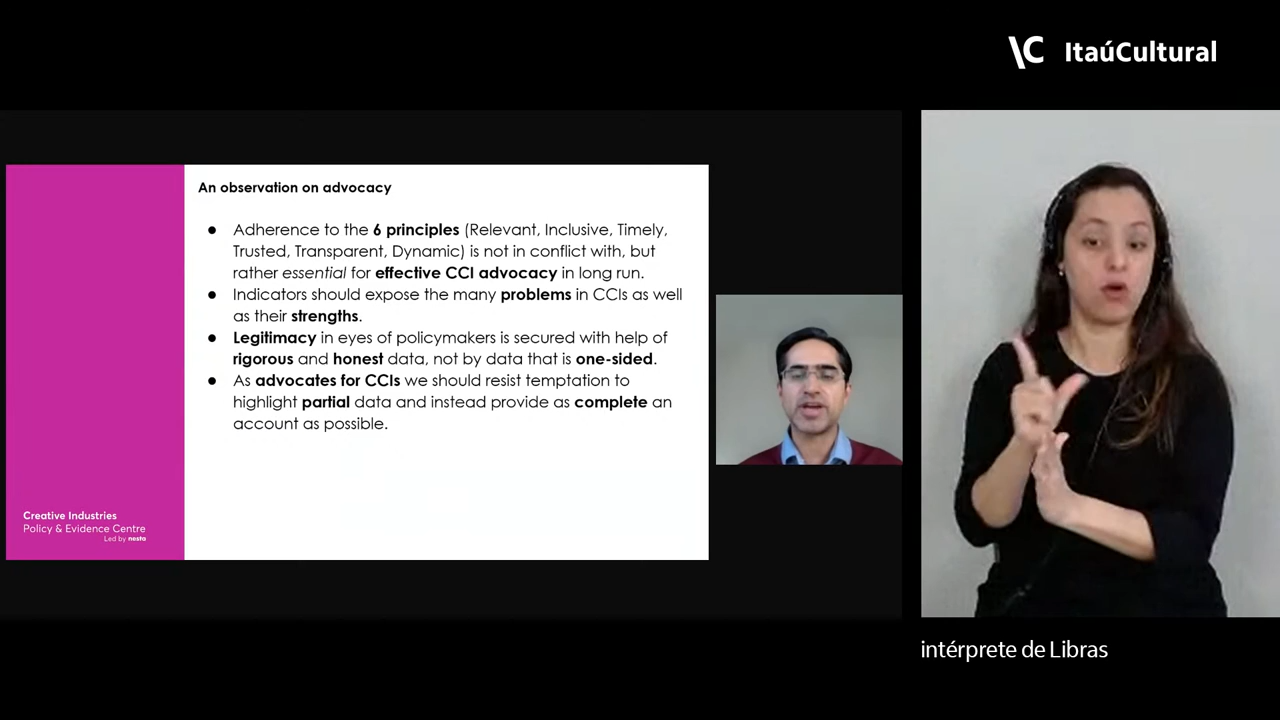 \C ItaúCultural
An observation on advocacy
● Adherence to the 6 principles (Relevant, Inclusive, Timely,
Trusted, Transparent, Dynamic) is not in conflict with, but
rather essential for effective CCI advocacy in long run.
● Indicators should expose the many problems in CCIs as well
as their strengths.
● Legitimacy in eyes of policymakers is secured with help of
rigorous and honest data, not by data that is one-sided.
● As advocates for CCIs we should resist temptation to
highlight partial data and instead provide as complete an
account as possible.
Creative Industries
Policy & Evidence Centre
Led by nesta
intérprete de Libras